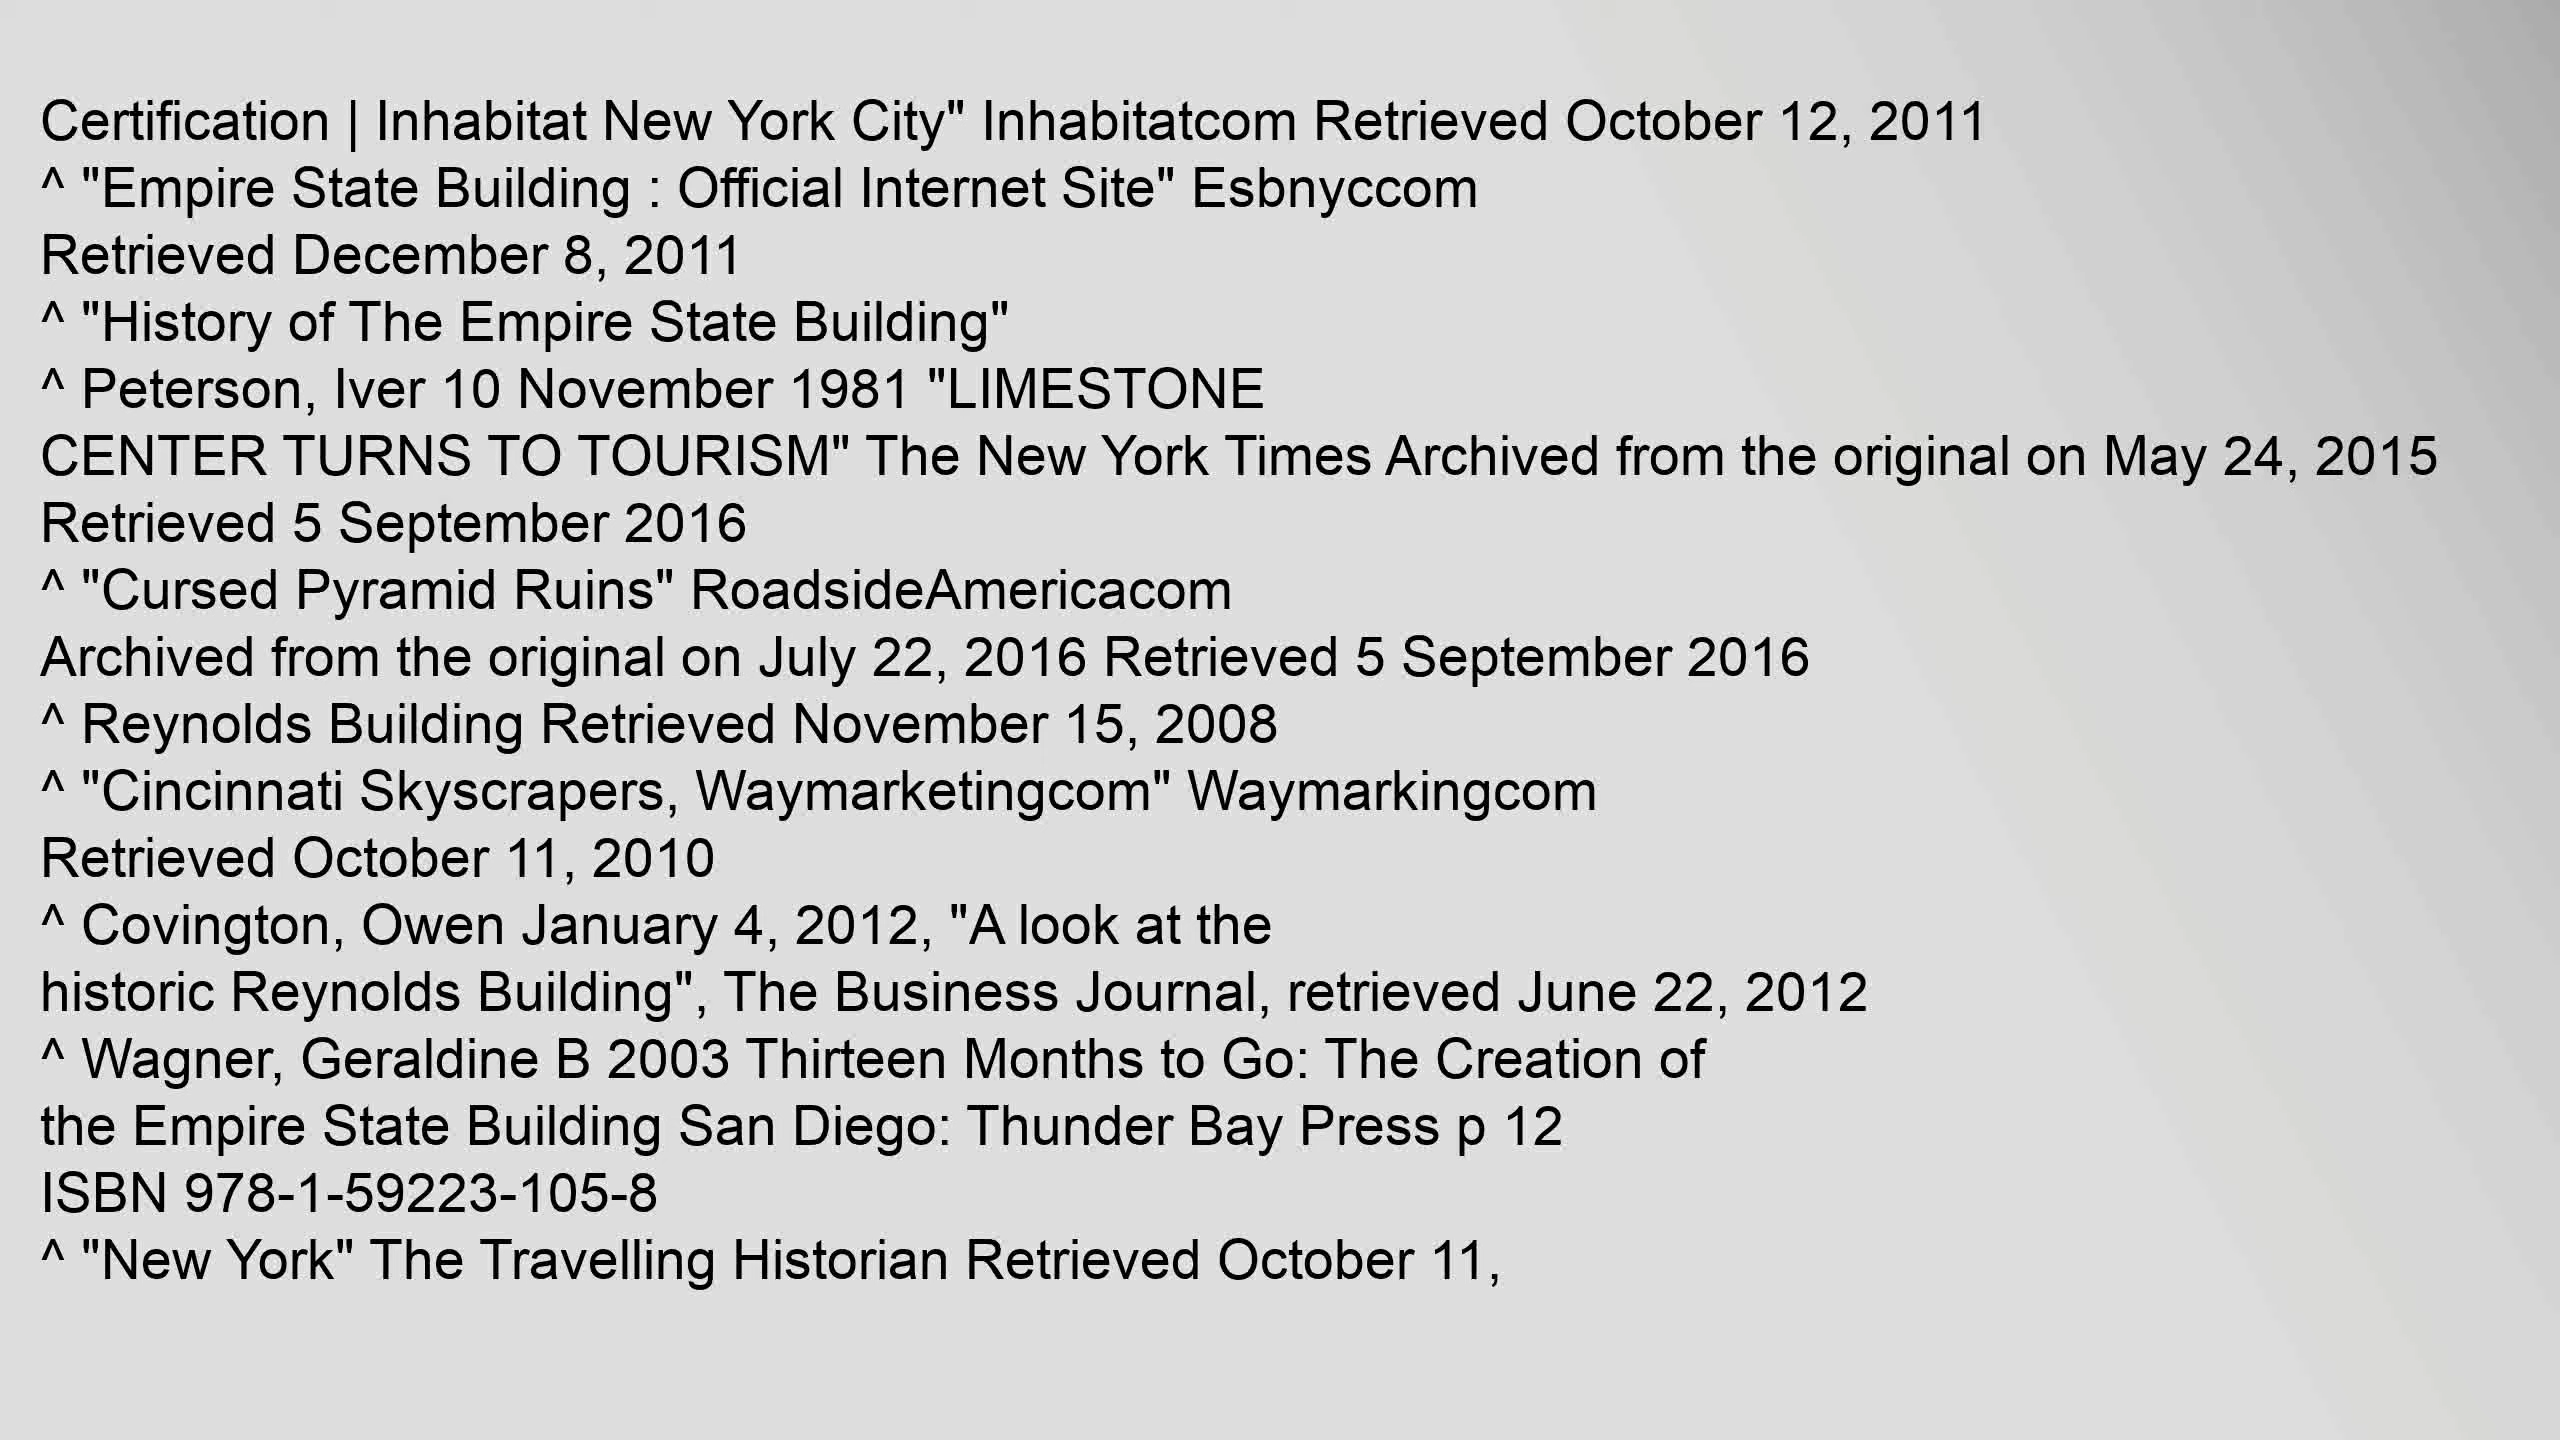 Certification | Inhabitat New York City" Inhabitatcom Retrieved October 12, 2011
^ "Empire State Building : Official Internet Site" Esbnyccom
Retrieved December 8, 2011
^ "History of The Empire State Building"
^ Peterson, Iver 10 November 1981 "LIMESTONE
CENTER TURNS TO TOURISM" The New York Times Archived from the original on May 24, 2015
Retrieved 5 September 2016
^ "Cursed Pyramid Ruins" RoadsideAmericacom
Archived from the original on July 22, 2016 Retrieved 5 September 2016
^ Reynolds Building Retrieved November 15, 2008
^ "Cincinnati Skyscrapers, Waymarketingcom" Waymarkingcom
Retrieved October 11, 2010
^ Covington, Owen January 4, 2012, "A look at the
historic Reynolds Building", The Business Journal, retrieved June 22, 2012
^ Wagner, Geraldine B 2003 Thirteen Months to Go: The Creation of
the Empire State Building San Diego: Thunder Bay Press p 12
ISBN 978-1-59223-105-8
^ "New York" The Travelling Historian Retrieved October 11,